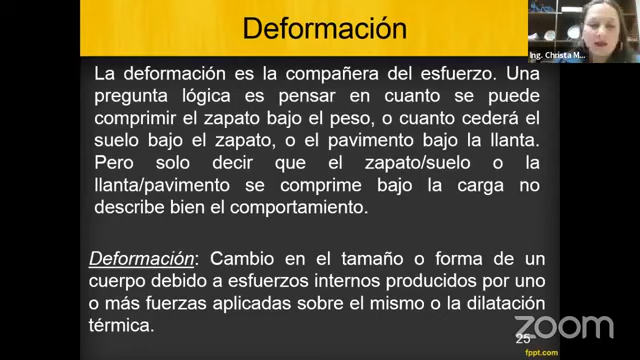 Deformación
Ing. Christa M...
La deformación es la compañera del esfuerzo. Una
pregunta lógica es pensar en cuanto se puede
comprimir el zapato bajo el peso, o cuanto cederá el
suelo bajo el zapato, o el pavimento bajo la llanta.
Pero solo decir que el zapato/suelo o la
llanta/pavimento se comprime bajo la carga no
describe bien el comportamiento.
Deformación: Cambio en el tamaño o forma de un
cuerpo debido a esfuerzos internos producidos por uno
o más fuerzas aplicadas sobre el mismo o la dilatación
térmica.
25
zoom
fppt.com